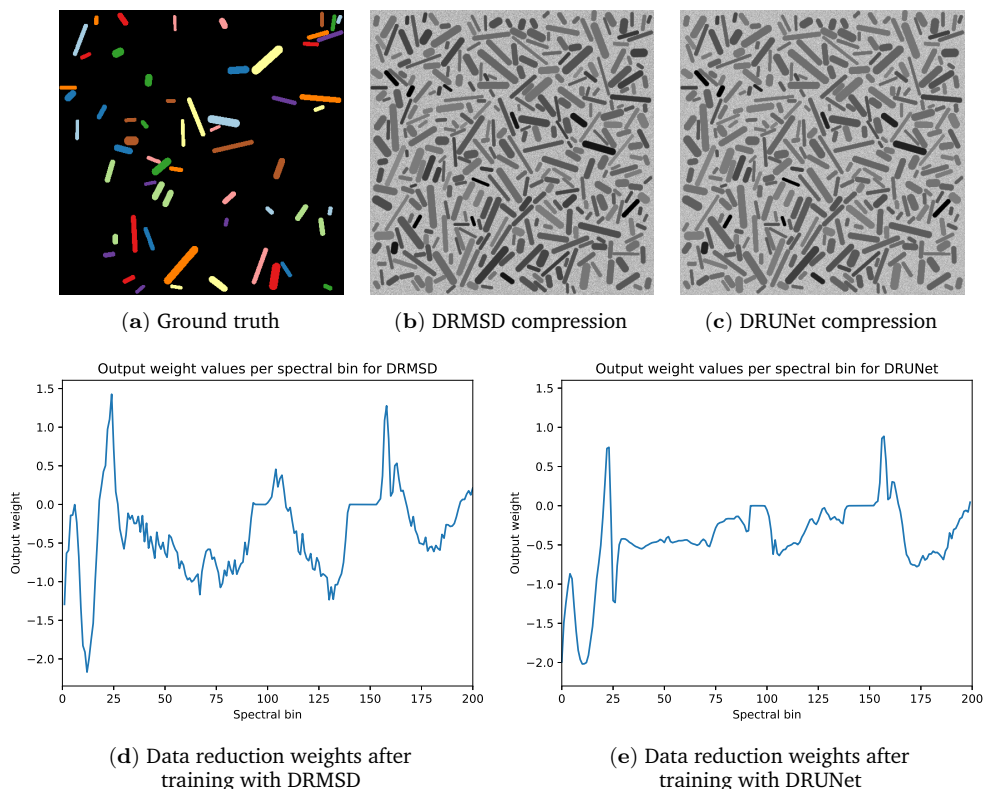 (a) Ground truth
(b) DRMSD compression
(c) DRUNet compression
Output weight values per spectral bin for DRMSD
1.5
1.0
0.5
0.0
−0.5
−1.0
−1.5
−2.0
Output weight
0 25 50 75 100 125 150 175 200
Spectral bin
Output weight values per spectral bin for DRUNet
1.5
1.0
0.5
0.0
−0.5
−1.0
−1.5
−2.0
Output weight
0 25 50 75 100 125 150 175 200
Spectral bin
(d) Data reduction weights after
training with DRMSD
(e) Data reduction weights after
training with DRUNet